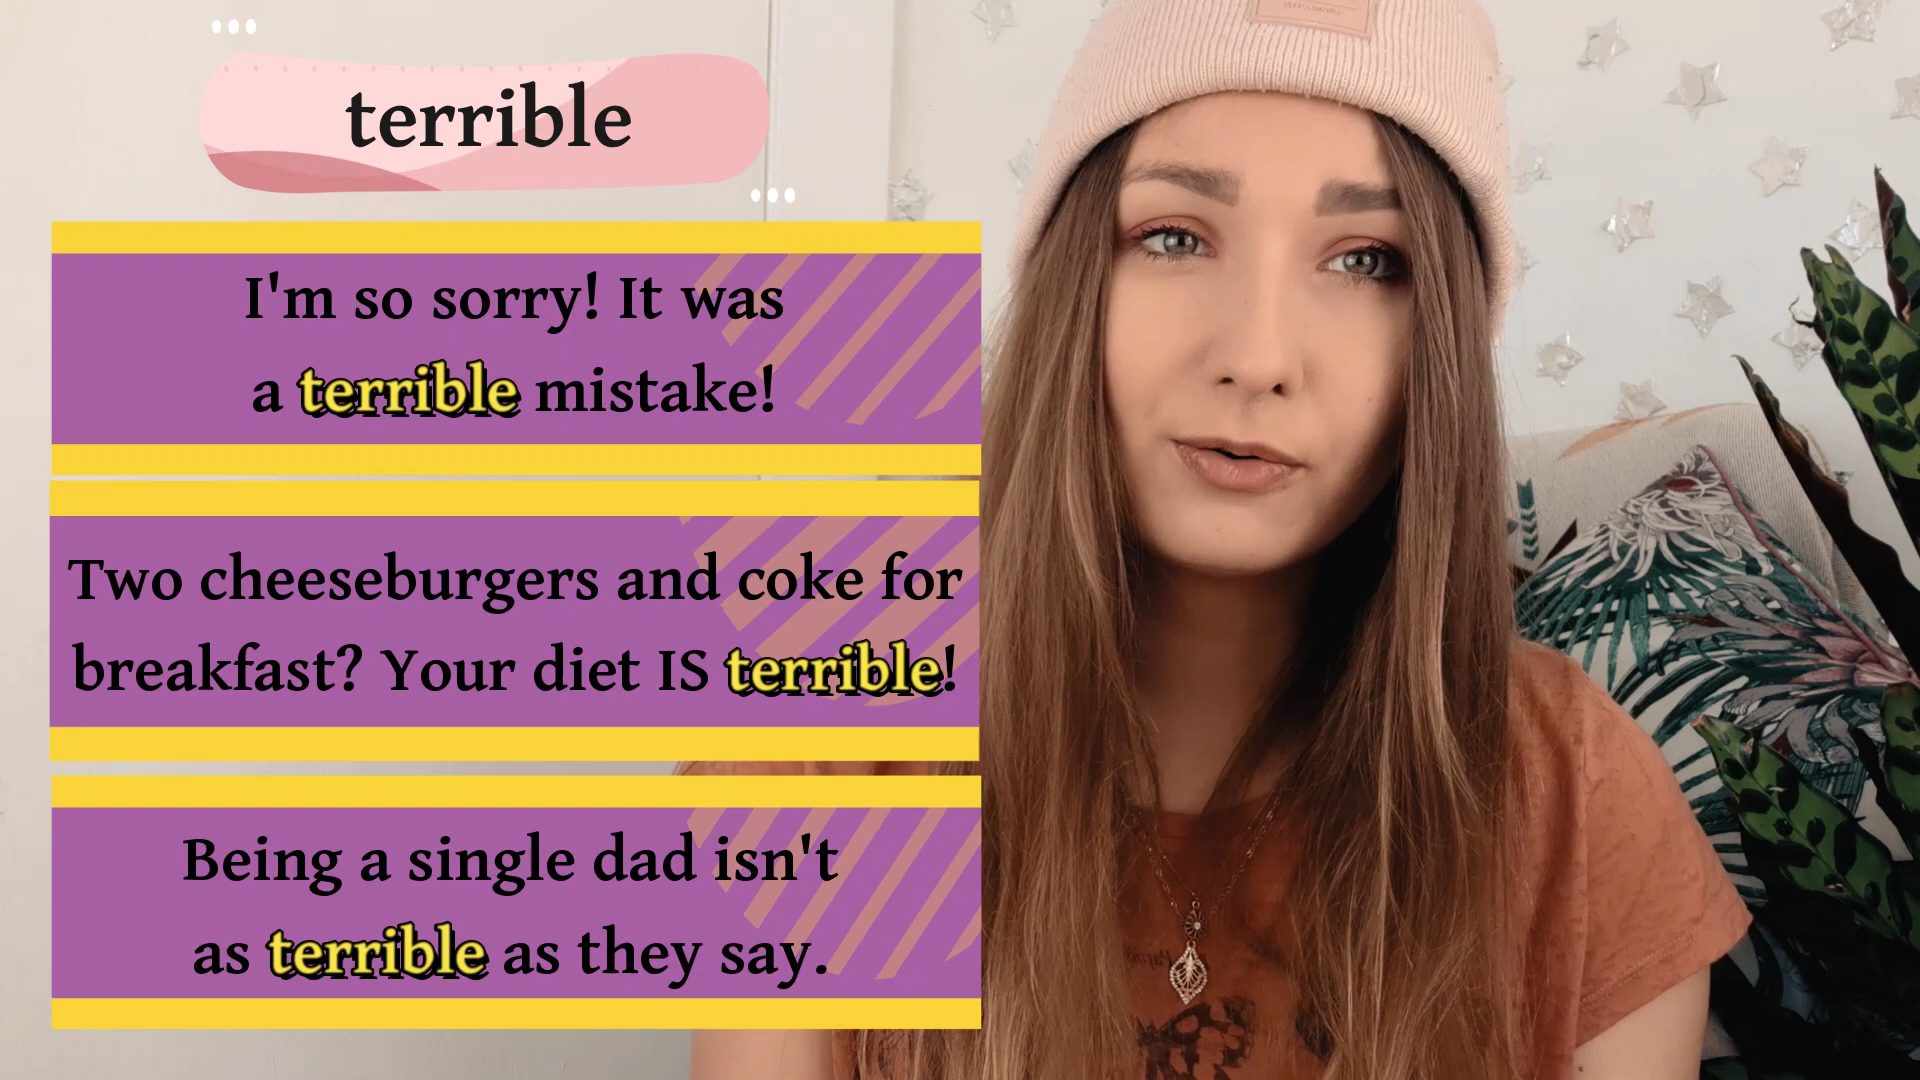 terrible
I'm so sorry! It was
a terrible mistake!
Two cheeseburgers and coke for
breakfast? Your diet IS terrible!
Being a single dad isn't
as terrible as they say.